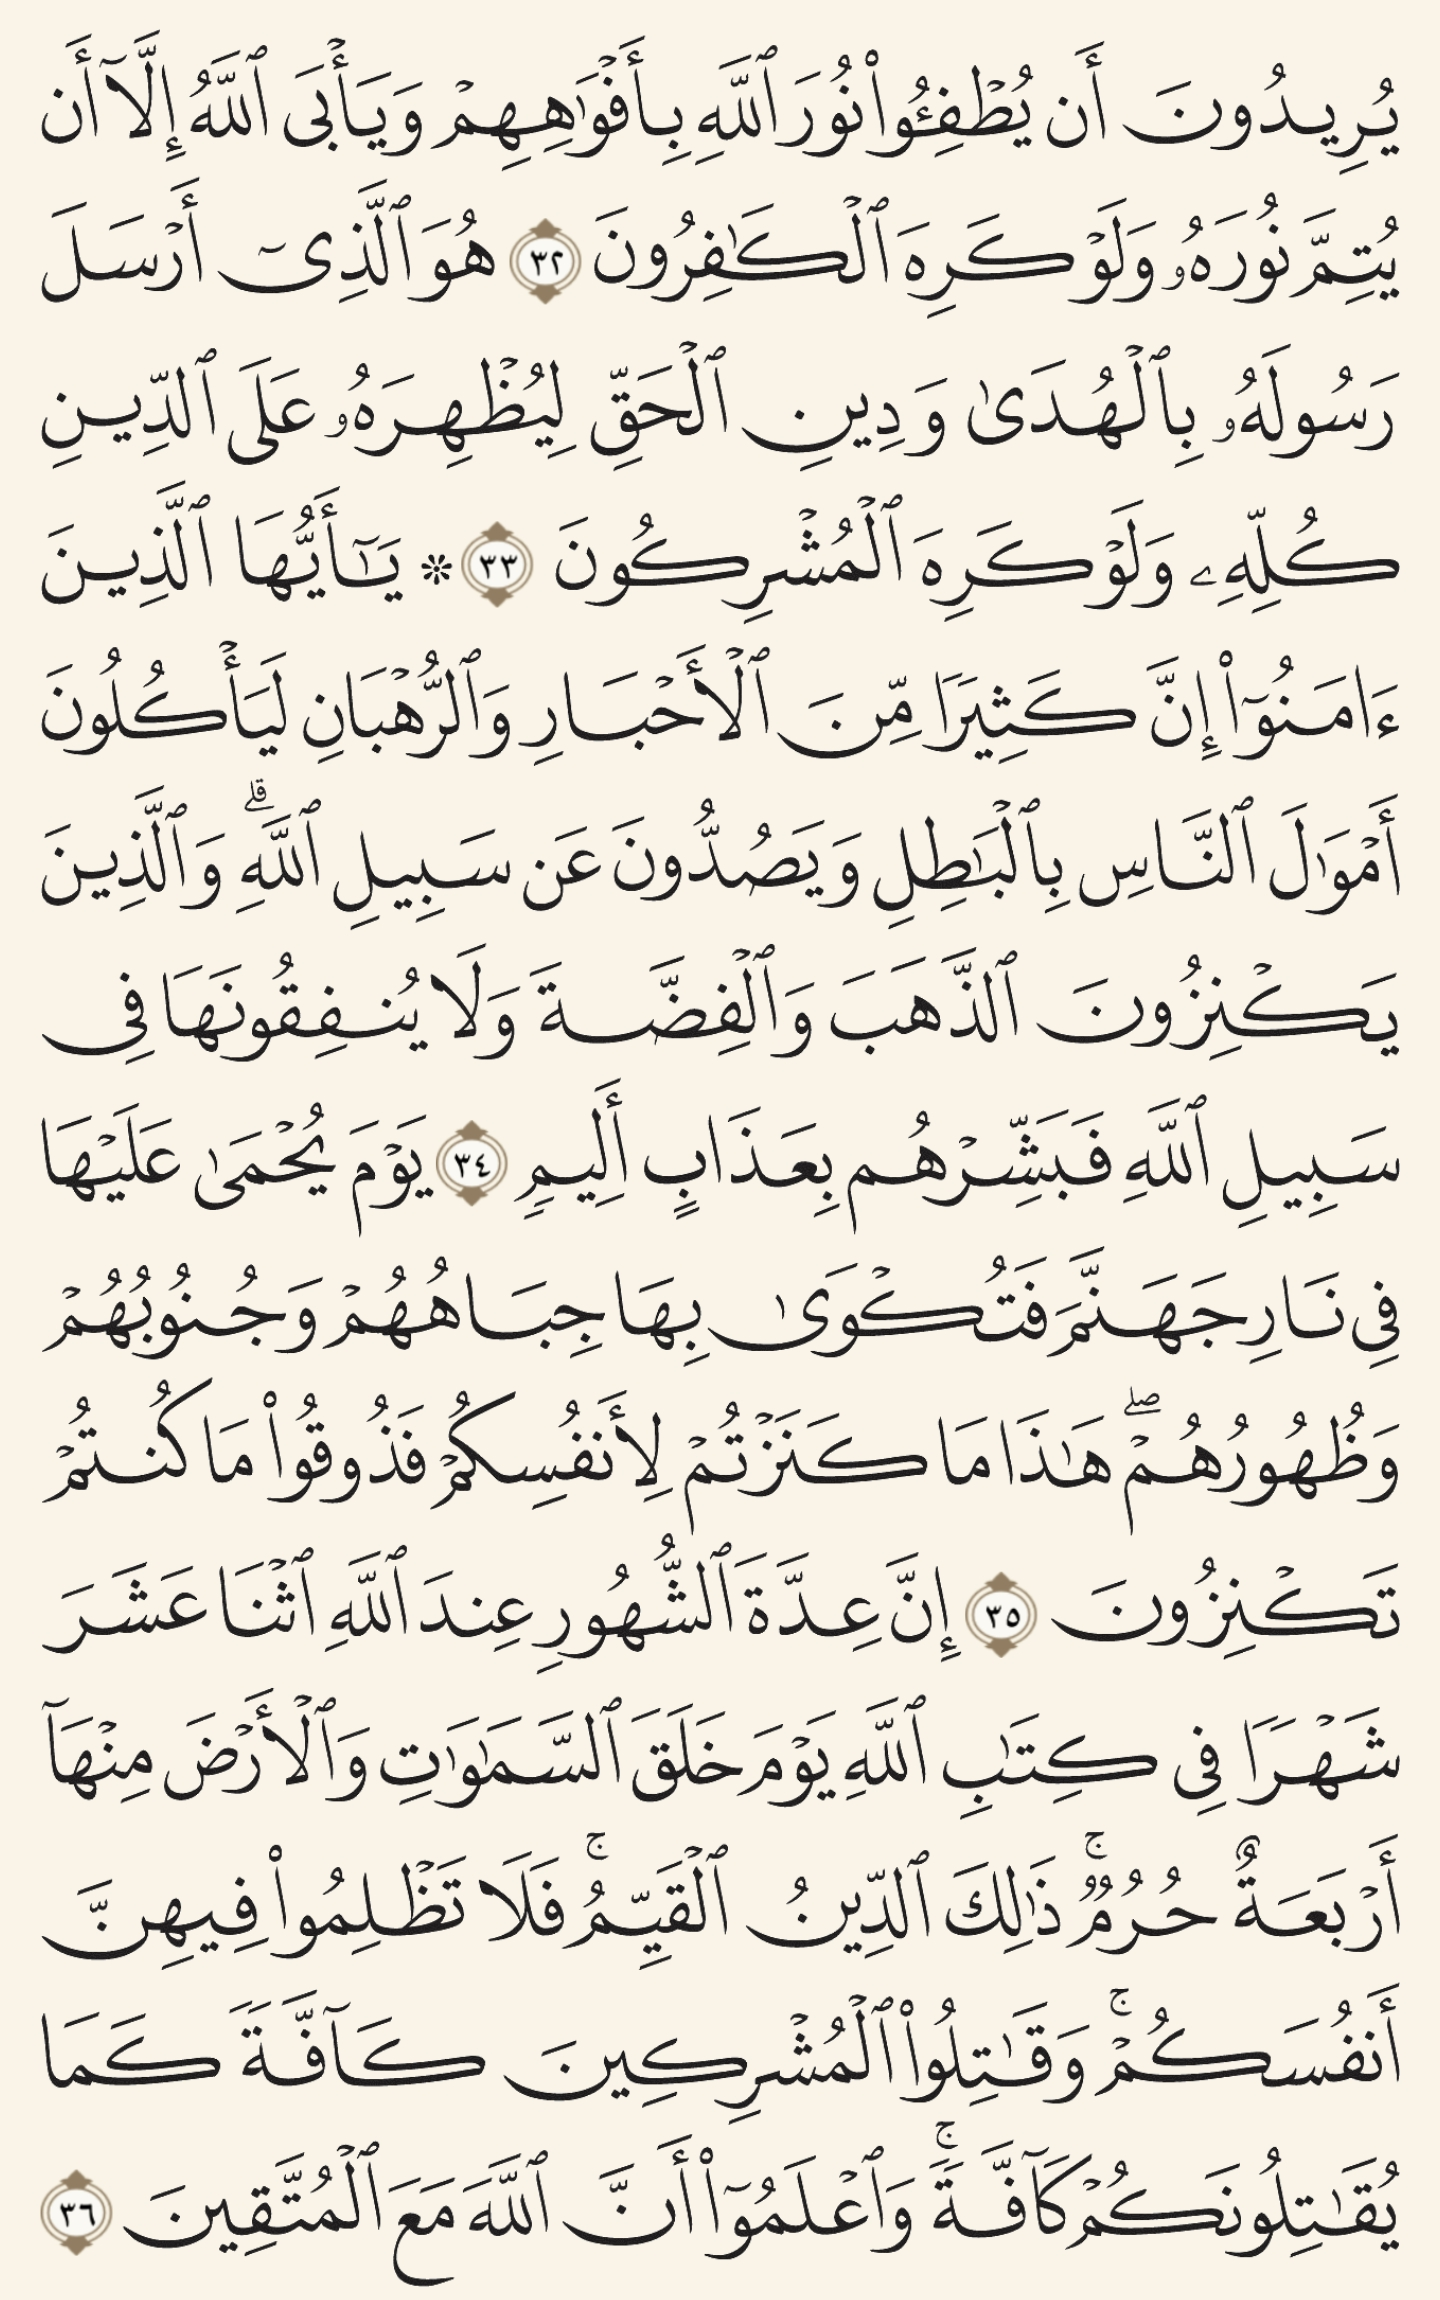 يُرِيدُونَ أَن يُطۡفِـُٔواْ نُورَ ٱللَّهِ بِأَفۡوَٰهِهِمۡ وَيَأۡبَى ٱللَّهُ إِلَّآ أَن
يُتِمَّ نُورَهُۥ وَلَوۡ كَرِهَ ٱلۡكَٰفِرُونَ ٣٢ هُوَ ٱلَّذِيٓ أَرۡسَلَ
رَسُولَهُۥ بِٱلۡهُدَىٰ وَدِينِ ٱلۡحَقِّ لِيُظۡهِرَهُۥ عَلَى ٱلدِّينِ
كُلِّهِۦ وَلَوۡ كَرِهَ ٱلۡمُشۡرِكُونَ ٣٣ ۞ يَٰٓأَيُّهَا ٱلَّذِينَ
ءَامَنُوٓاْ إِنَّ كَثِيرٗا مِّنَ ٱلۡأَحۡبَارِ وَٱلرُّهۡبَانِ لَيَأۡكُلُونَ
أَمۡوَٰلَ ٱلنَّاسِ بِٱلۡبَٰطِلِ وَيَصُدُّونَ عَن سَبِيلِ ٱللَّهِۗ وَٱلَّذِينَ
يَكۡنِزُونَ ٱلذَّهَبَ وَٱلۡفِضَّةَ وَلَا يُنفِقُونَهَا فِي
سَبِيلِ ٱللَّهِ فَبَشِّرۡهُم بِعَذَابٍ أَلِيمٖ ٣٤ يَوۡمَ يُحۡمَىٰ عَلَيۡهَا
فِي نَارِ جَهَنَّمَ فَتُكۡوَىٰ بِهَا جِبَاهُهُمۡ وَجُنُوبُهُمۡ
وَظُهُورُهُمۡۖ هَٰذَا مَا كَنَزۡتُمۡ لِأَنفُسِكُمۡ فَذُوقُواْ مَا كُنتُمۡ
تَكۡنِزُونَ ٣٥ إِنَّ عِدَّةَ ٱلشُّهُورِ عِندَ ٱللَّهِ ٱثۡنَا عَشَرَ
شَهۡرٗا فِي كِتَٰبِ ٱللَّهِ يَوۡمَ خَلَقَ ٱلسَّمَٰوَٰتِ وَٱلۡأَرۡضَ مِنۡهَآ
أَرۡبَعَةٌ حُرُمٞۚ ذَٰلِكَ ٱلدِّينُ ٱلۡقَيِّمُۚ فَلَا تَظۡلِمُواْ فِيهِنَّ
أَنفُسَكُمۡۚ وَقَٰتِلُواْ ٱلۡمُشۡرِكِينَ كَآفَّةٗ كَمَا
يُقَٰتِلُونَكُمۡ كَآفَّةٗۚ وَٱعۡلَمُوٓاْ أَنَّ ٱللَّهَ مَعَ ٱلۡمُتَّقِينَ ٣٦